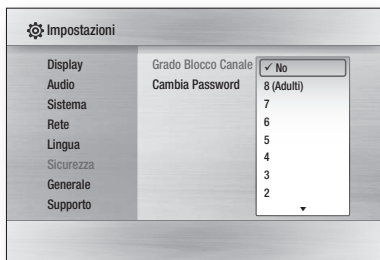 Impostazioni
Display
Audio
Sistema
Rete
Lingua
Sicurezza
Generale
Supporto
Grado Blocco Canale
Cambia Password
✓ No
8 (Adulti)
7
6
5
4
3
2